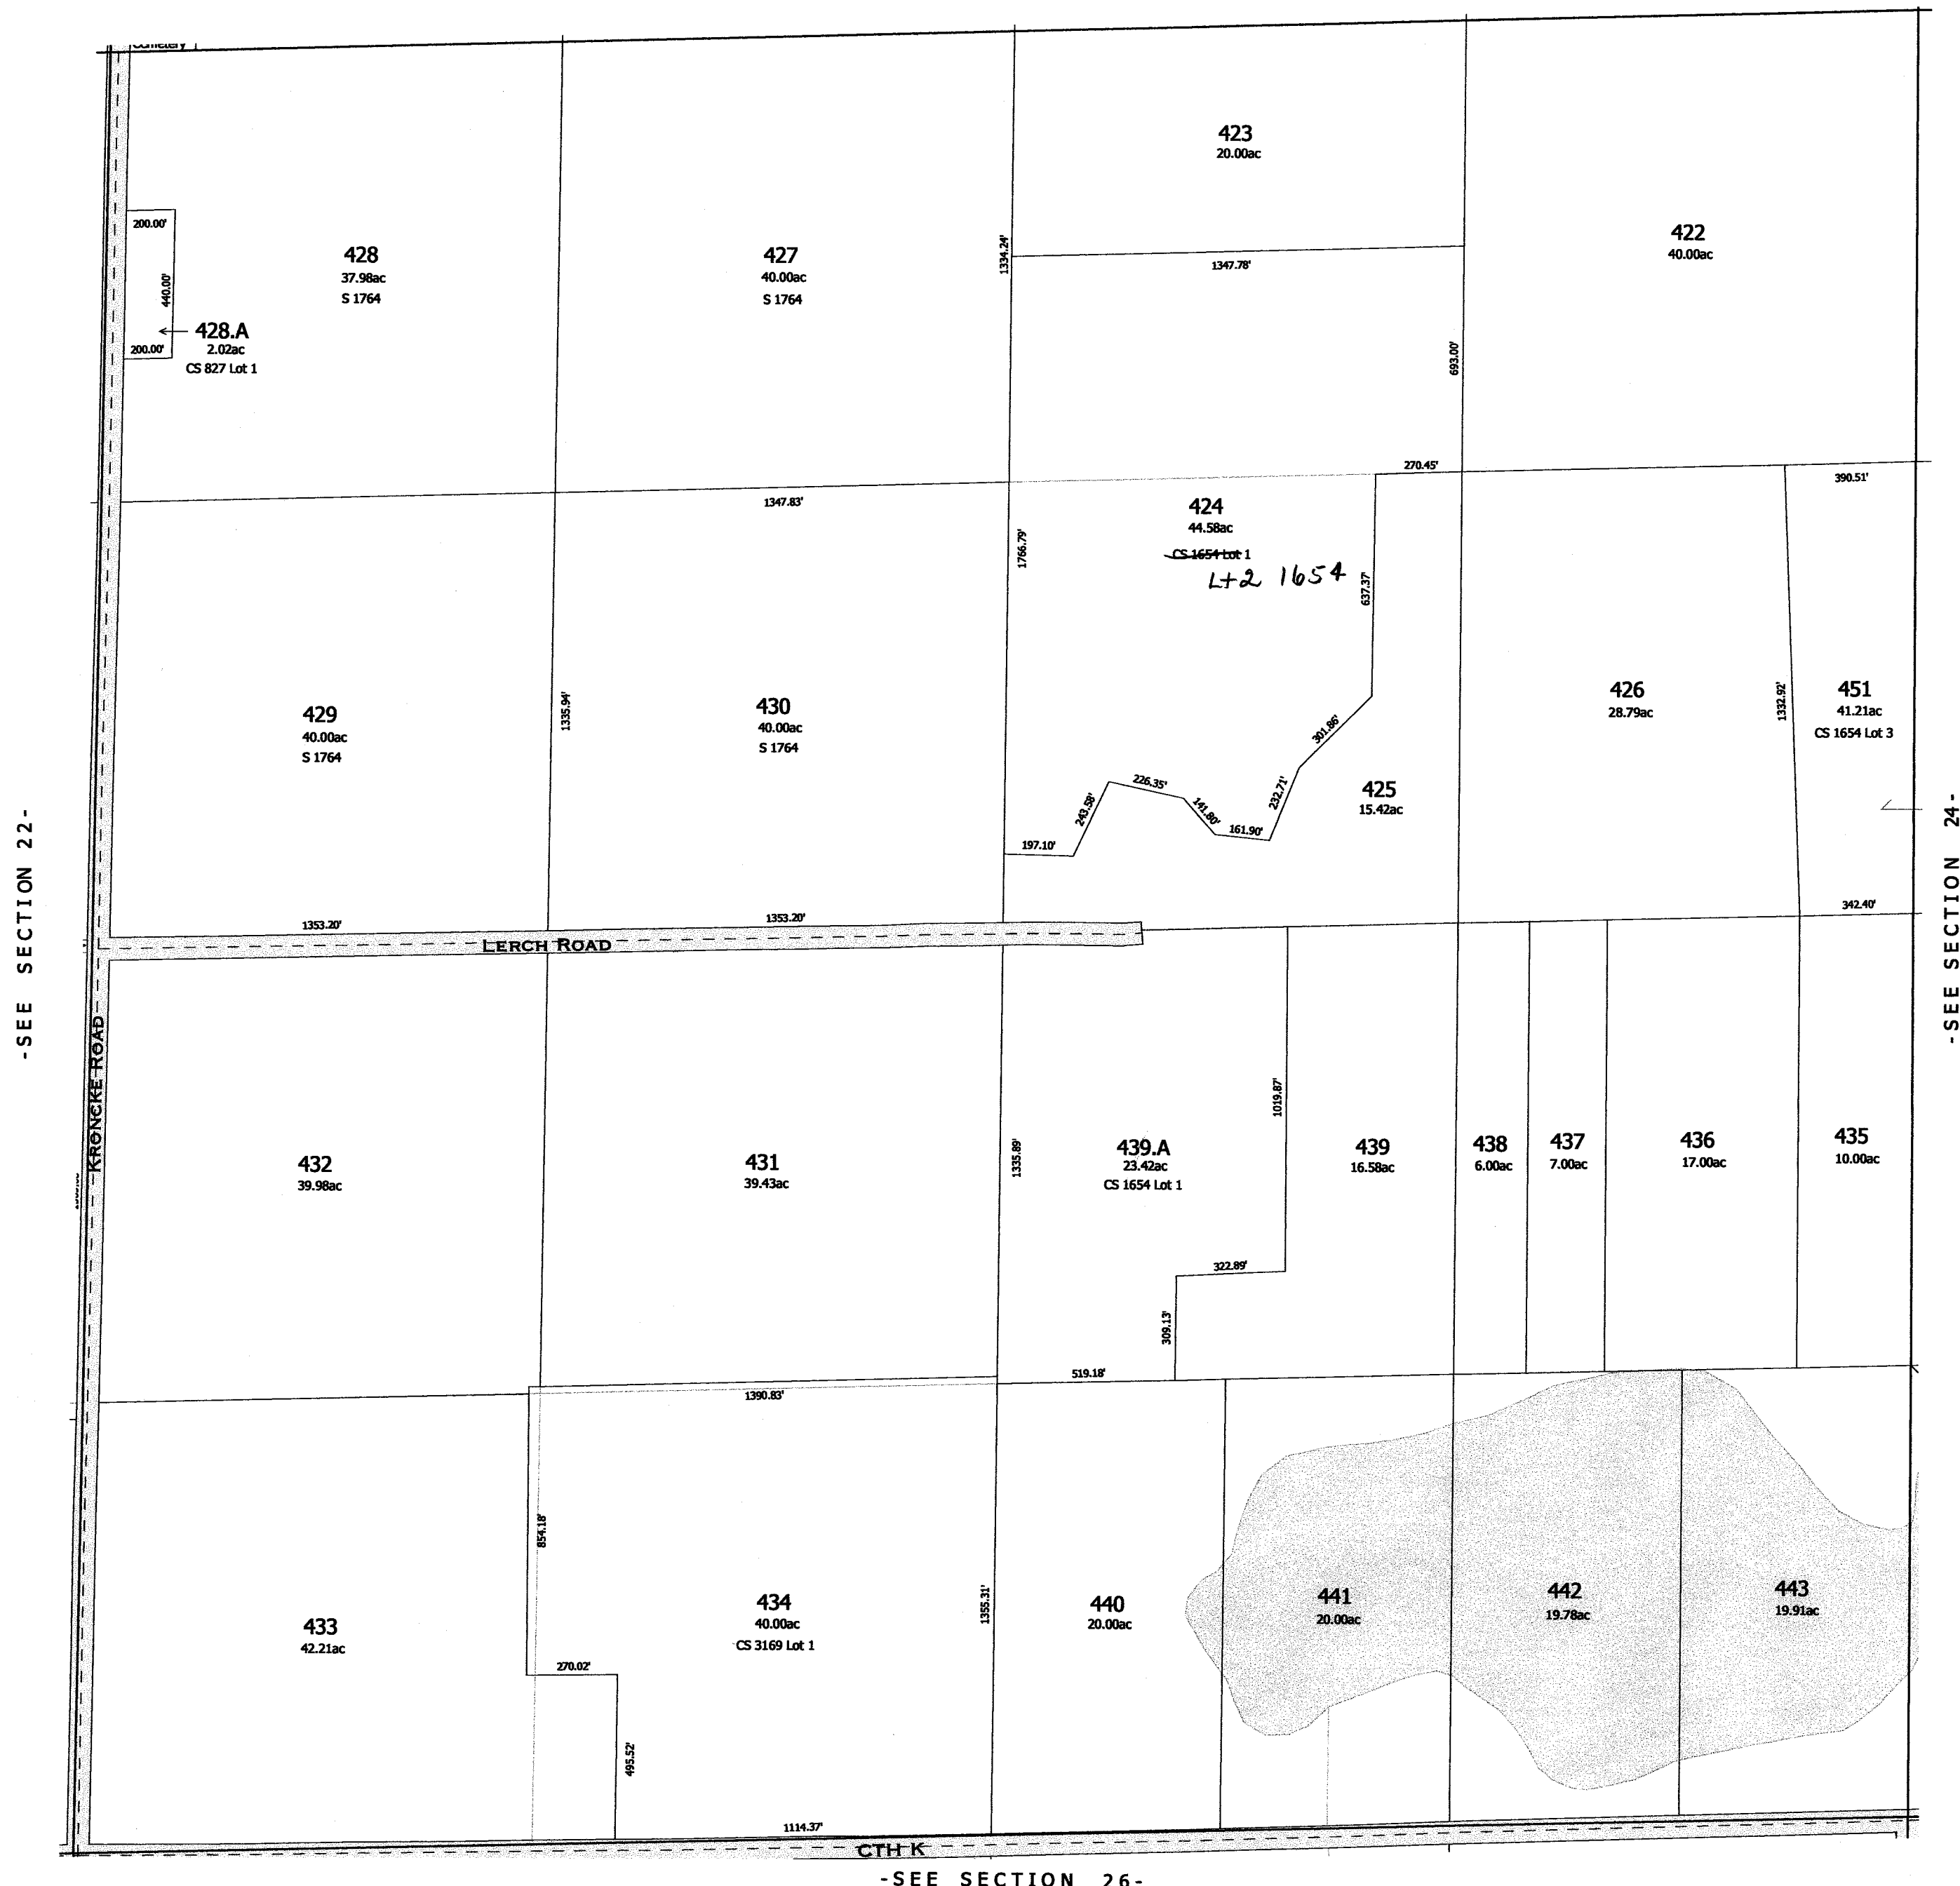 Cemetery
423
20.00ac
422
40.00ac
200.00'
440.00'
200.00'
428
37.98ac
S 1764
428.A
2.02ac
CS 827 Lot 1
427
40.00ac
S 1764
1334.24'
1347.78'
693.00'
1347.83'
270.45'
390.51'
424
44.58ac
CS 1654 Lot 1
Lt 2 1654
1766.79'
637.37'
429
40.00ac
S 1764
1335.94'
430
40.00ac
S 1764
301.86'
232.71'
161.90'
141.80'
226.35'
243.58'
197.10'
425
15.42ac
426
28.79ac
1332.92'
451
41.21ac
CS 1654 Lot 3
342.40'
-SEE SECTION 22-
-SEE SECTION 24-
1353.20'
1353.20'
LERCH ROAD
KRONCKE ROAD
432
39.98ac
431
39.43ac
1335.89'
439.A
23.42ac
CS 1654 Lot 1
1019.87'
322.89'
309.13'
519.18'
439
16.58ac
438
6.00ac
437
7.00ac
436
17.00ac
435
10.00ac
1390.83'
854.18'
270.02'
495.52'
433
42.21ac
434
40.00ac
CS 3169 Lot 1
1355.31'
440
20.00ac
441
20.00ac
442
19.78ac
443
19.91ac
1114.37'
CTH K
-SEE SECTION 26-